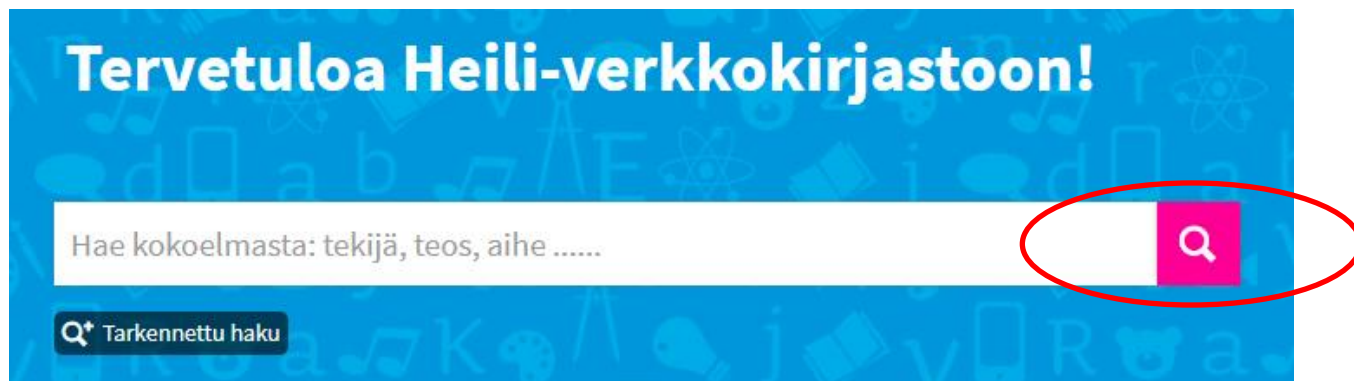 Tervetuloa Heili-verkkokirjastoon!
Hae kokoelmasta: tekijä, teos, aihe ......
Tarkennettu haku